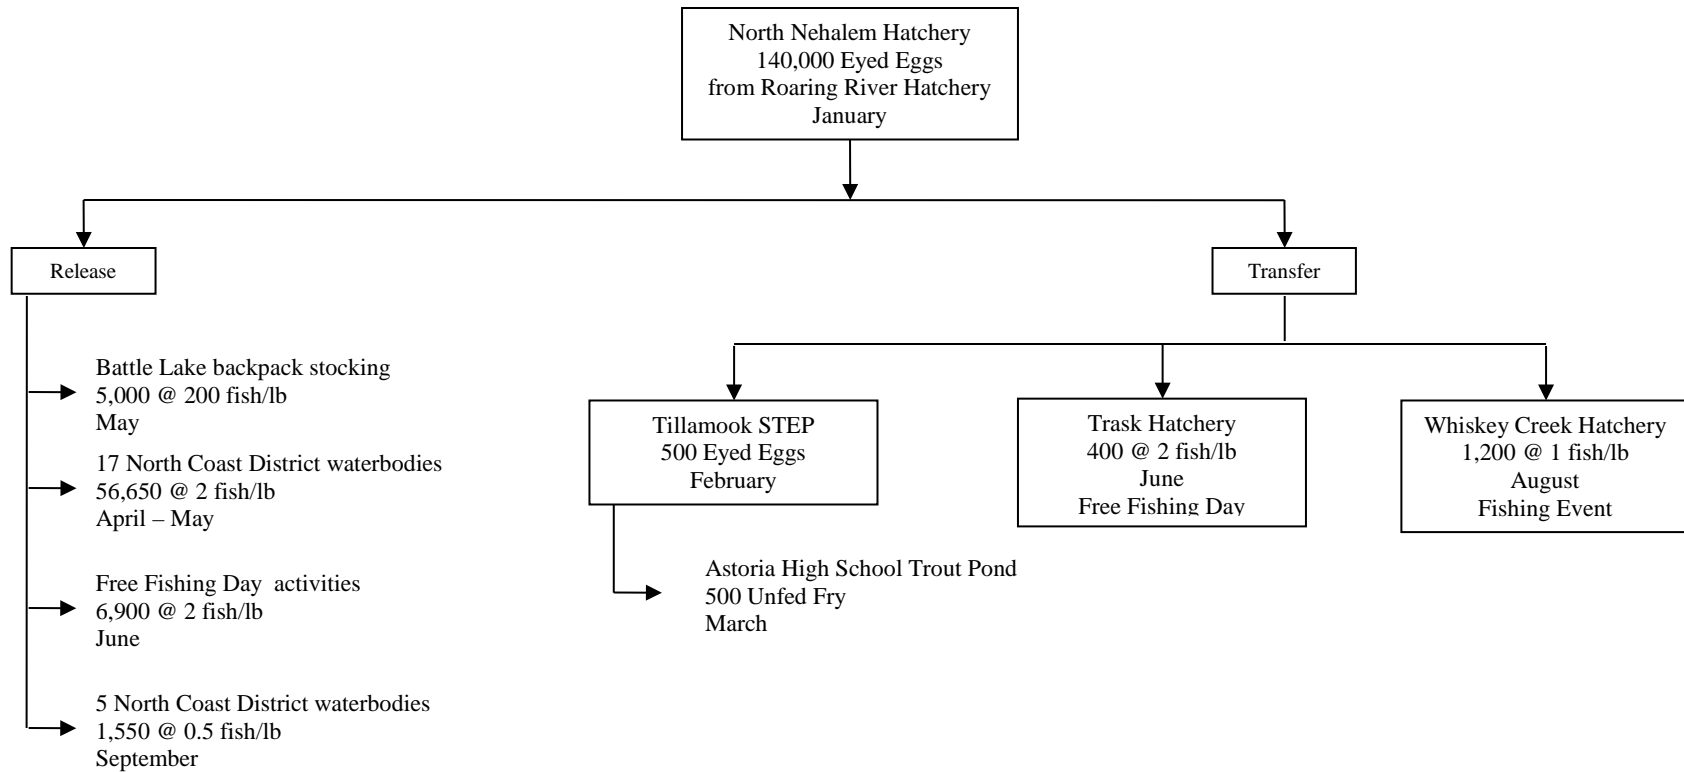 North Nehalem Hatchery
140,000 Eyed Eggs
from Roaring River Hatchery
January
Release
Transfer
Battle Lake backpack stocking
5,000 @ 200 fish/lb
May
17 North Coast District waterbodies
56,650 @ 2 fish/lb
April – May
Free Fishing Day  activities
6,900 @ 2 fish/lb
June
5 North Coast District waterbodies
1,550 @ 0.5 fish/lb
September
Tillamook STEP
500 Eyed Eggs
February
Astoria High School Trout Pond
500 Unfed Fry
March
Trask Hatchery
400 @ 2 fish/lb
June
Free Fishing Day
Whiskey Creek Hatchery
1,200 @ 1 fish/lb
August
Fishing Event